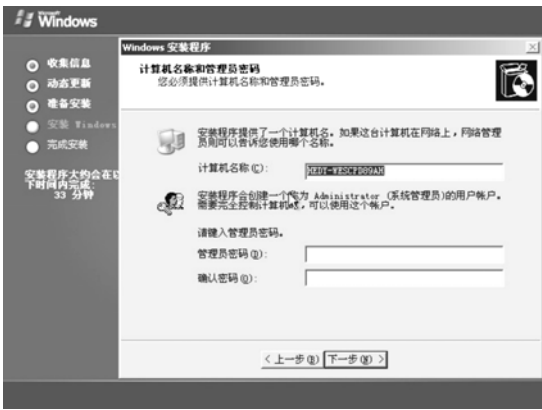 Microsoft
Windows
Windows 安装程序
收集信息
动态更新
准备安装
安装 Windows
完成安装
安装程序大约会在以
下时间内完成:
33 分钟
计算机名称和管理员密码
您必须提供计算机名称和管理员密码。
安装程序提供了一个计算机名。如果这台计算机在网络上，网络管理
员则可以告诉您使用哪个名称。
计算机名称(C):
安装程序会创建一个称为 Administrator (系统管理员)的用户帐户。
需要完全控制计算机时，可以使用这个帐户。
请键入管理员密码。
管理员密码(D):
确认密码(O):
< 上一步(B)
下一步(N) >